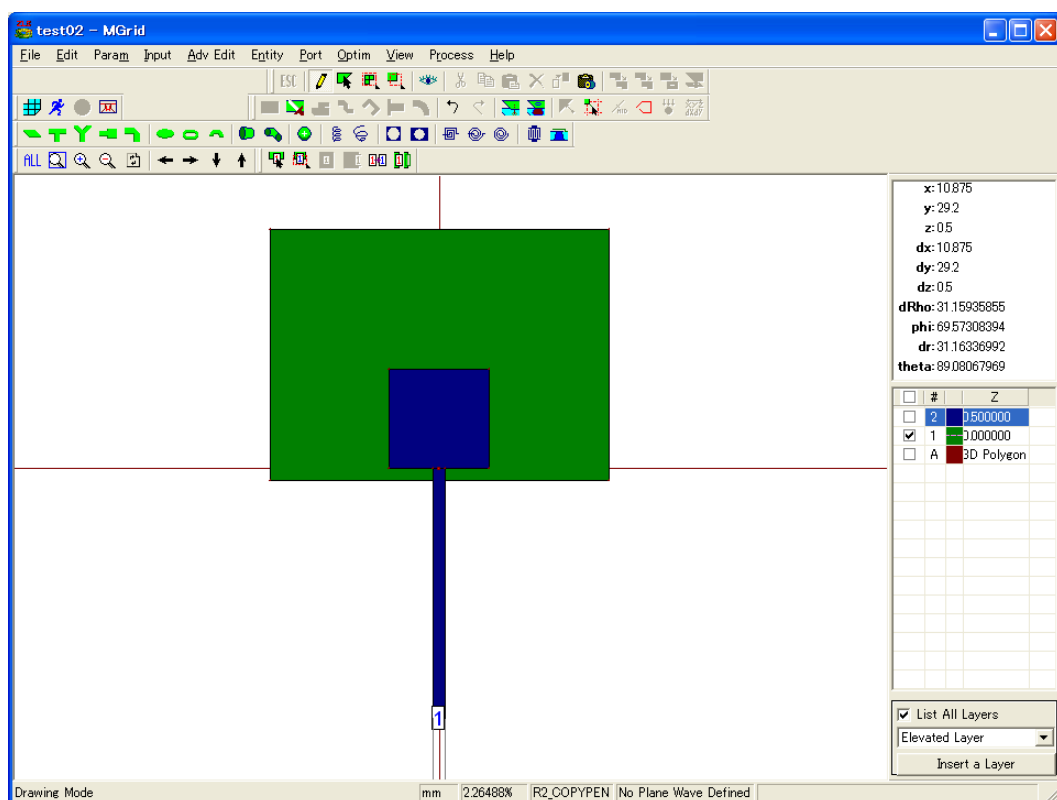 test02 - MGrid
File Edit Param Input Adv Edit Entity Port Optim View Process Help
ESC
ALL
x: 10.875
y: 29.2
z: 0.5
dx: 10.875
dy: 29.2
dz: 0.5
dRho: 31.15935855
phi: 69.57308394
dr: 31.16336992
theta: 89.08067969
# Z
2 0.500000
1 0.000000
A 3D Polygon
1
List All Layers
Elevated Layer
Insert a Layer
Drawing Mode mm 2.26488% R2_COPYPEN No Plane Wave Defined